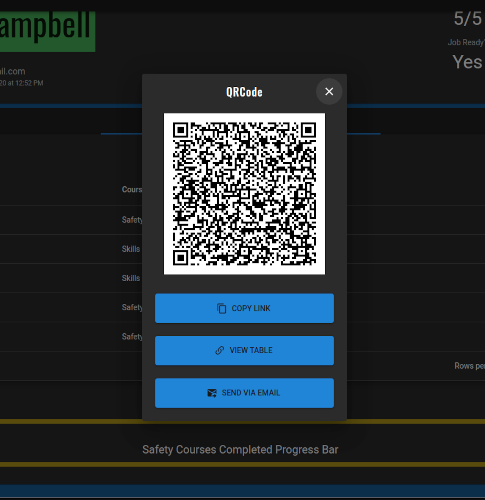 ampbell
5/5
Job Ready
il.com
Yes
20 at 12:52 PM
QRCode
Cours
Safety
Skills
Skills
Safety
Safety
COPY LINK
VIEW TABLE
Rows per
SEND VIA EMAIL
Safety Courses Completed Progress Bar